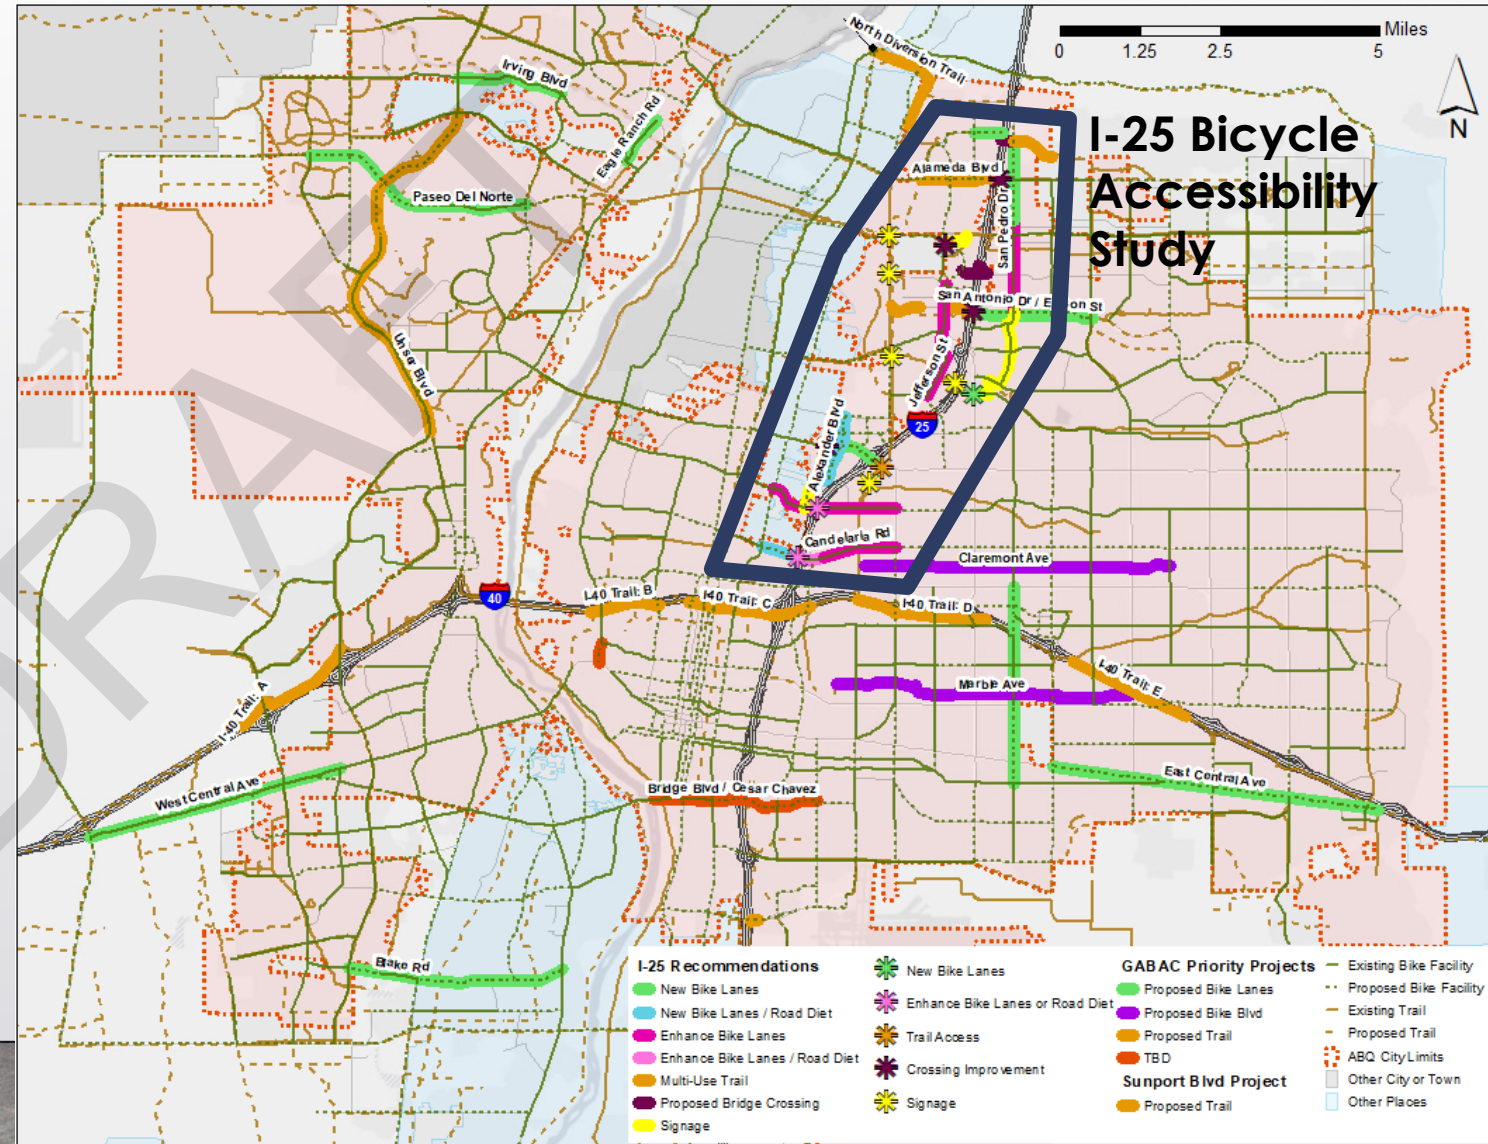 Miles
0 1.25 2.5 5
N
I-25 Bicycle
Accessibility
Study
North Diversion Trail
Irving Blvd
Eagle Ranch Rd
Alameda Blvd
Paseo Del Norte
San Pedro Dr
San Antonio Dr / E on St
Unser Blvd
Jefferson St
25
Alexander Blvd
Candelaria Rd
Claremont Ave
40
I-40 Trail: B
I-40 Trail: C
I-40 Trail: D
I-40 Trail: E
Marble Ave
I-40 Trail: A
West Central Ave
East Central Ave
Bridge Blvd / Cesar Chavez
Blake Rd
DRAFT
I-25 Recommendations
New Bike Lanes
New Bike Lanes / Road Diet
Enhance Bike Lanes
Enhance Bike Lanes / Road Diet
Multi-Use Trail
Proposed Bridge Crossing
Signage
New Bike Lanes
Enhance Bike Lanes or Road Diet
Trail Access
Crossing Improvement
Signage
GABAC Priority Projects
Proposed Bike Lanes
Proposed Bike Blvd
Proposed Trail
TBD
Sunport Blvd Project
Proposed Trail
Existing Bike Facility
Proposed Bike Facility
Existing Trail
Proposed Trail
ABQ City Limits
Other City or Town
Other Places